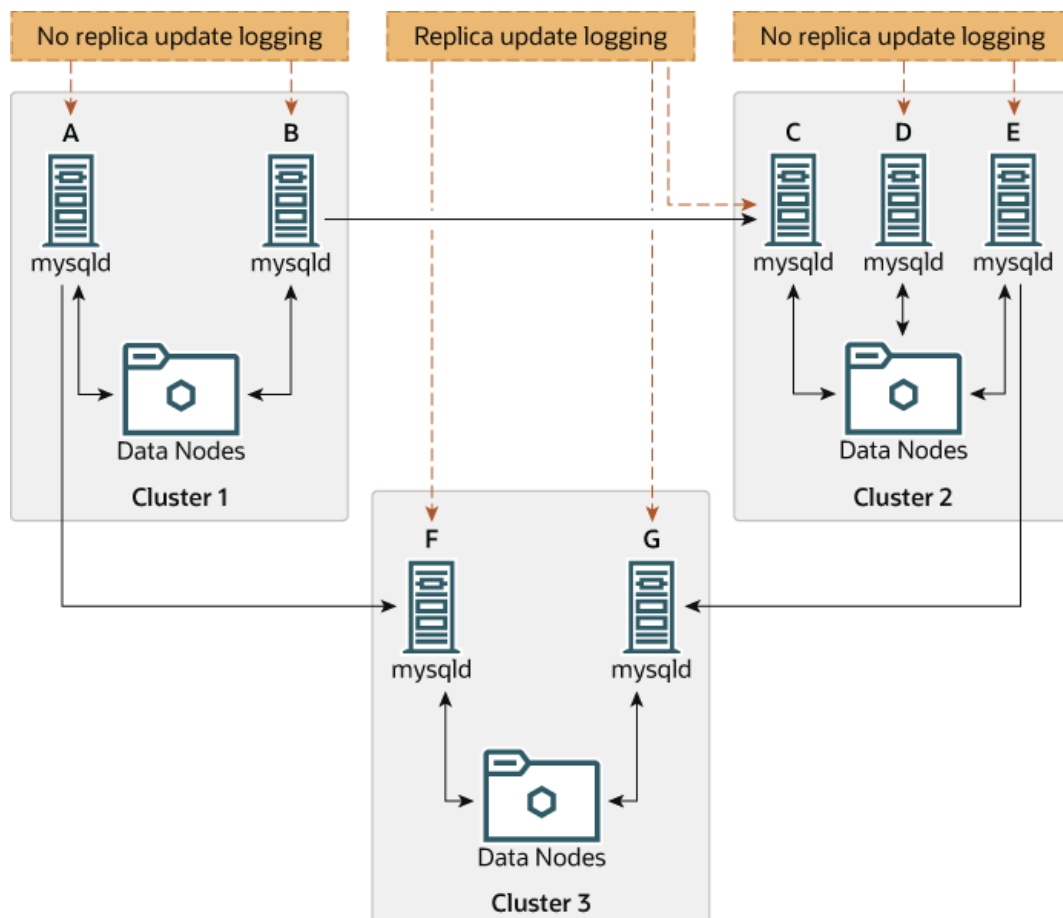 No replica update logging
Replica update logging
No replica update logging
A
B
C
D
E
mysqld
mysqld
mysqld
mysqld
mysqld
Data Nodes
Data Nodes
Cluster 1
Cluster 2
F
G
mysqld
mysqld
Data Nodes
Cluster 3